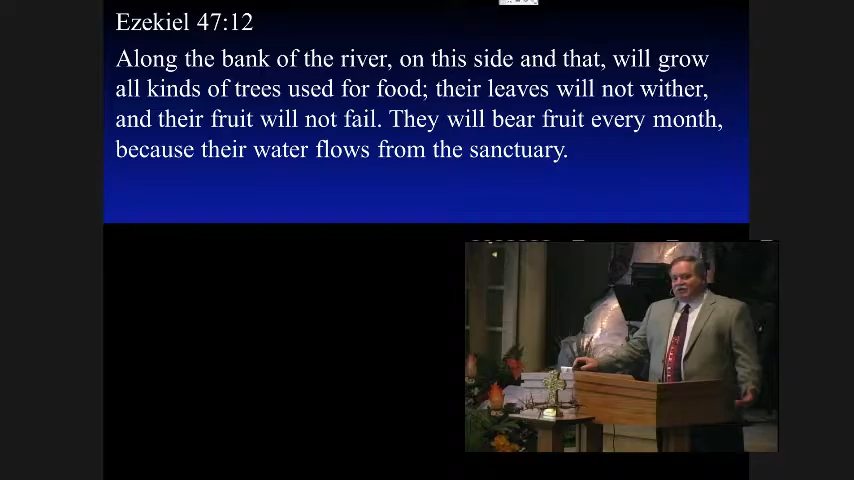 Ezekiel 47:12
Along the bank of the river, on this side and that, will grow
all kinds of trees used for food; their leaves will not wither,
and their fruit will not fail. They will bear fruit every month,
because their water flows from the sanctuary.